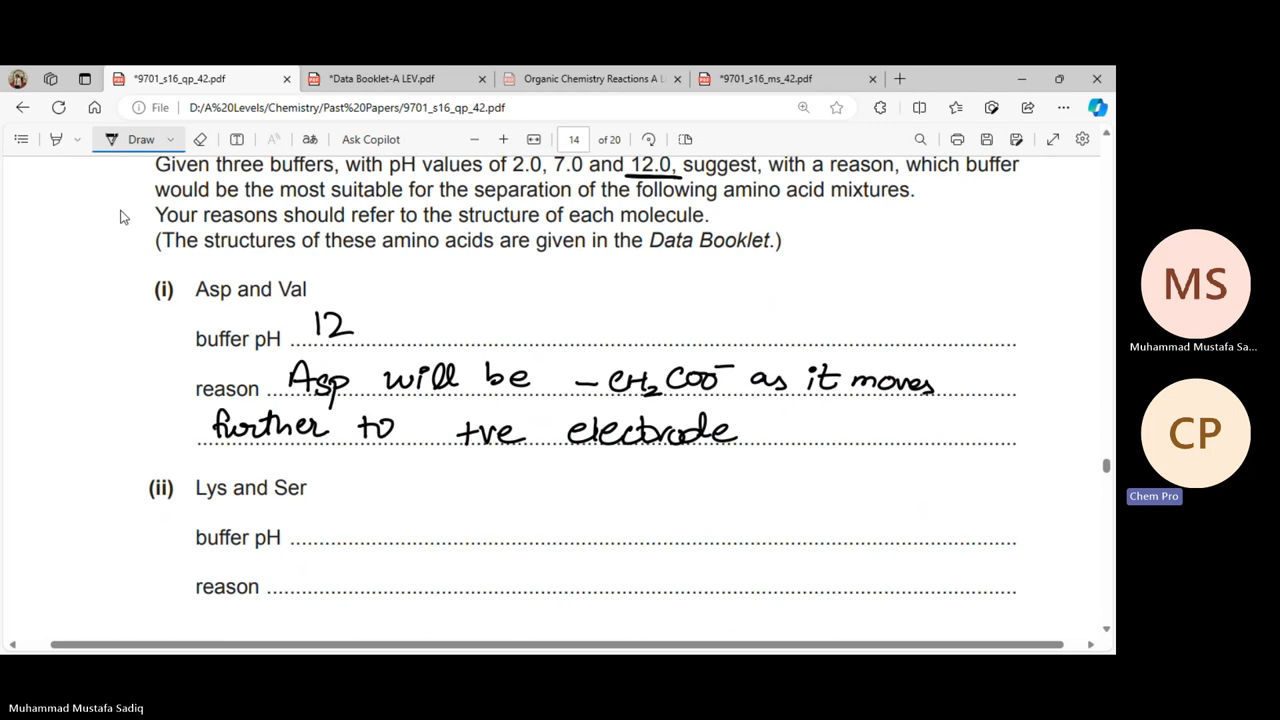 *9701_s16_qp_42.pdf
*Data Booklet-A LEV.pdf
Organic Chemistry Reactions A L
*9701_s16_ms_42.pdf
File
D:/A%20Levels/Chemistry/Past%20Papers/9701_s16_qp_42.pdf
Draw
Ask Copilot
14 of 20
Given three buffers, with pH values of 2.0, 7.0 and 12.0, suggest, with a reason, which buffer
would be the most suitable for the separation of the following amino acid mixtures.
Your reasons should refer to the structure of each molecule.
(The structures of these amino acids are given in the Data Booklet.)
(i) Asp and Val
buffer pH 12
reason Asp will be –CH₂COO⁻ as it moves
further to +ve electrode
(ii) Lys and Ser
buffer pH
reason
MS
Muhammad Mustafa Sa...
CP
Chem Pro
Muhammad Mustafa Sadiq